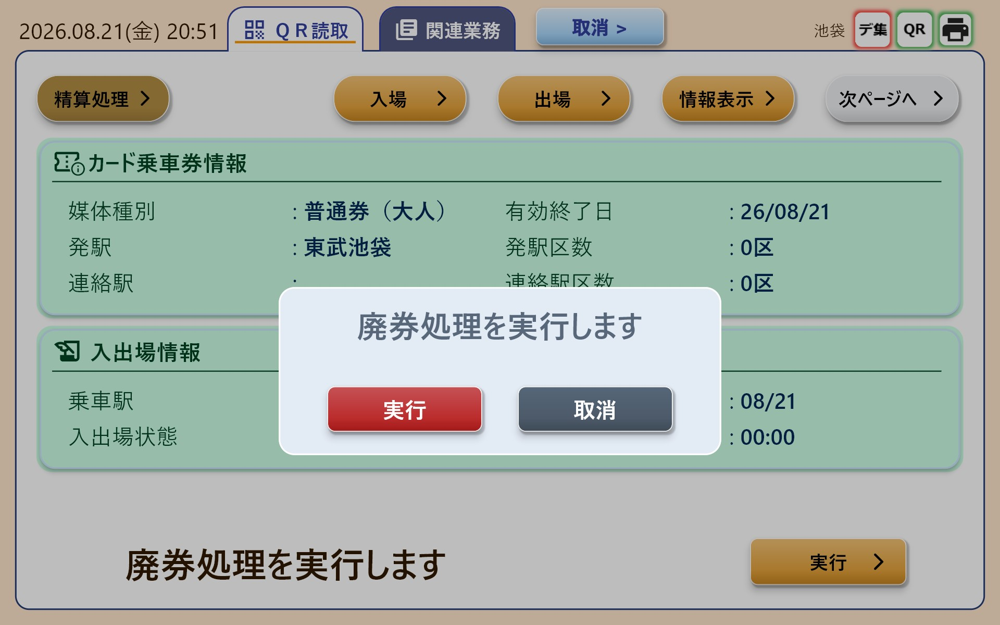 2026.08.21(金) 20:51
QR読取
関連業務
取消 >
池袋
デ集
QR
精算処理
入場
出場
情報表示
次ページへ
カード乗車券情報
媒体種別 : 普通券（大人） 有効終了日 : 26/08/21
発駅 : 東武池袋 発駅区数 : 0区
連絡駅 : 連絡駅区数 : 0区
廃券処理を実行します
実行
取消
入出場情報
乗車駅 : 08/21
入出場状態 : 00:00
廃券処理を実行します
実行